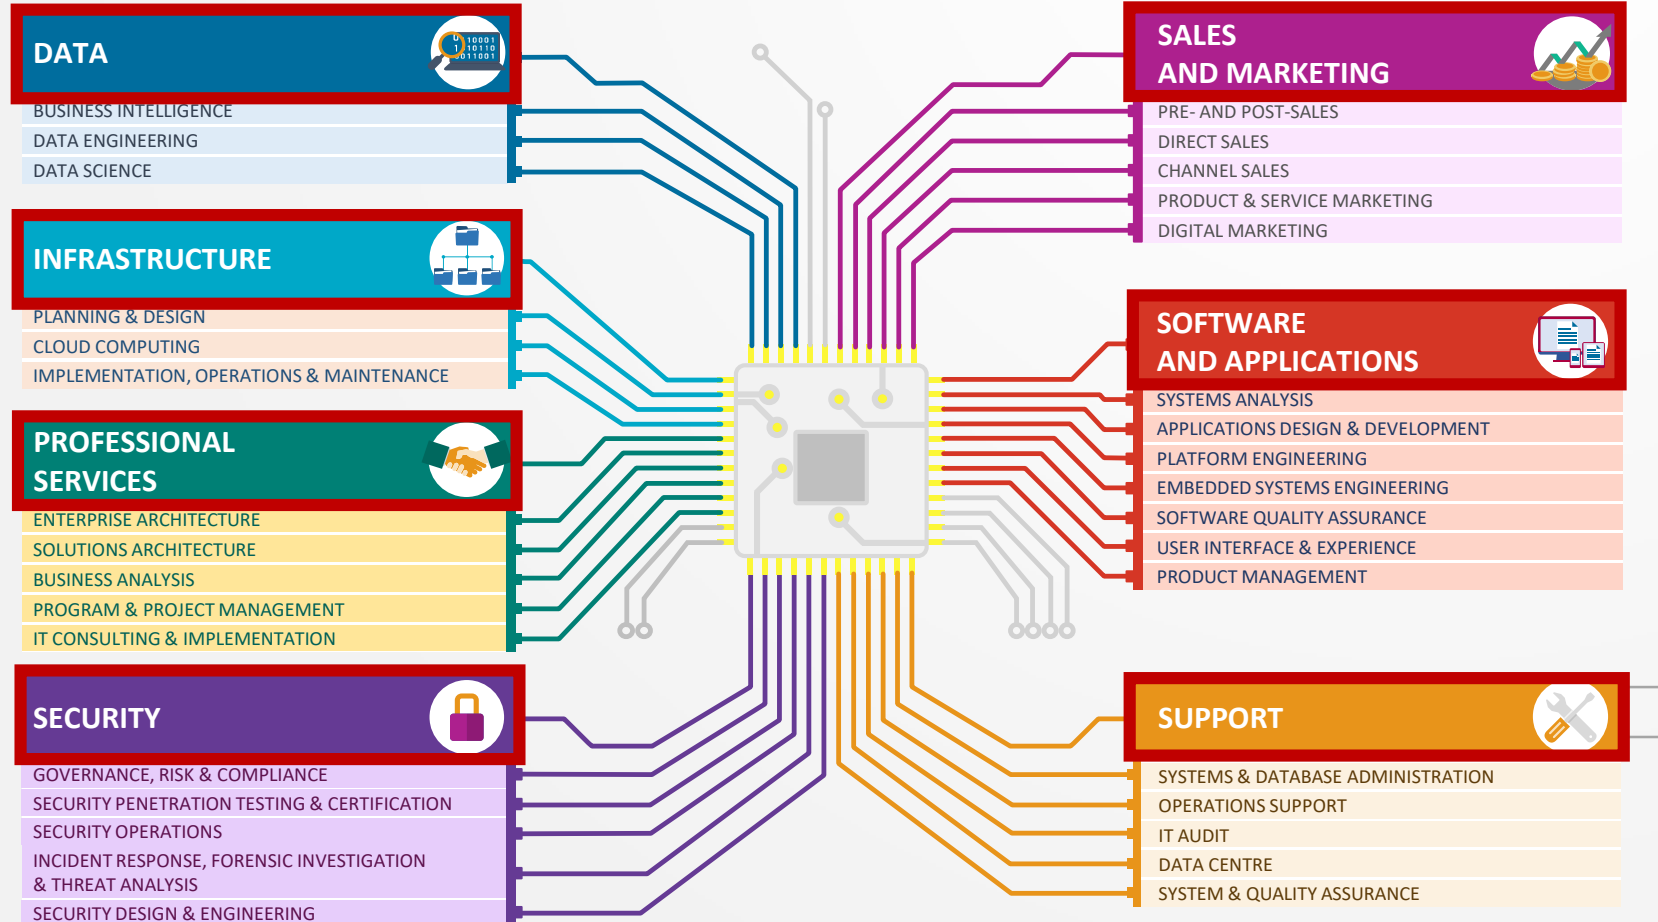 DATA
BUSINESS INTELLIGENCE
DATA ENGINEERING
DATA SCIENCE
INFRASTRUCTURE
PLANNING & DESIGN
CLOUD COMPUTING
IMPLEMENTATION, OPERATIONS & MAINTENANCE
PROFESSIONAL
SERVICES
ENTERPRISE ARCHITECTURE
SOLUTIONS ARCHITECTURE
BUSINESS ANALYSIS
PROGRAM & PROJECT MANAGEMENT
IT CONSULTING & IMPLEMENTATION
SECURITY
GOVERNANCE, RISK & COMPLIANCE
SECURITY PENETRATION TESTING & CERTIFICATION
SECURITY OPERATIONS
INCIDENT RESPONSE, FORENSIC INVESTIGATION
& THREAT ANALYSIS
SECURITY DESIGN & ENGINEERING
SALES
AND MARKETING
PRE- AND POST-SALES
DIRECT SALES
CHANNEL SALES
PRODUCT & SERVICE MARKETING
DIGITAL MARKETING
SOFTWARE
AND APPLICATIONS
SYSTEMS ANALYSIS
APPLICATIONS DESIGN & DEVELOPMENT
PLATFORM ENGINEERING
EMBEDDED SYSTEMS ENGINEERING
SOFTWARE QUALITY ASSURANCE
USER INTERFACE & EXPERIENCE
PRODUCT MANAGEMENT
SUPPORT
SYSTEMS & DATABASE ADMINISTRATION
OPERATIONS SUPPORT
IT AUDIT
DATA CENTRE
SYSTEM & QUALITY ASSURANCE